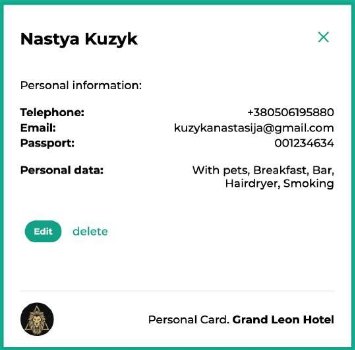 Nastya Kuzyk
Personal information:
Telephone: +380506195880
Email: kuzykanastasija@gmail.com
Passport: 001234634
Personal data: With pets, Breakfast, Bar,
Hairdryer, Smoking
Edit delete
Personal Card. Grand Leon Hotel